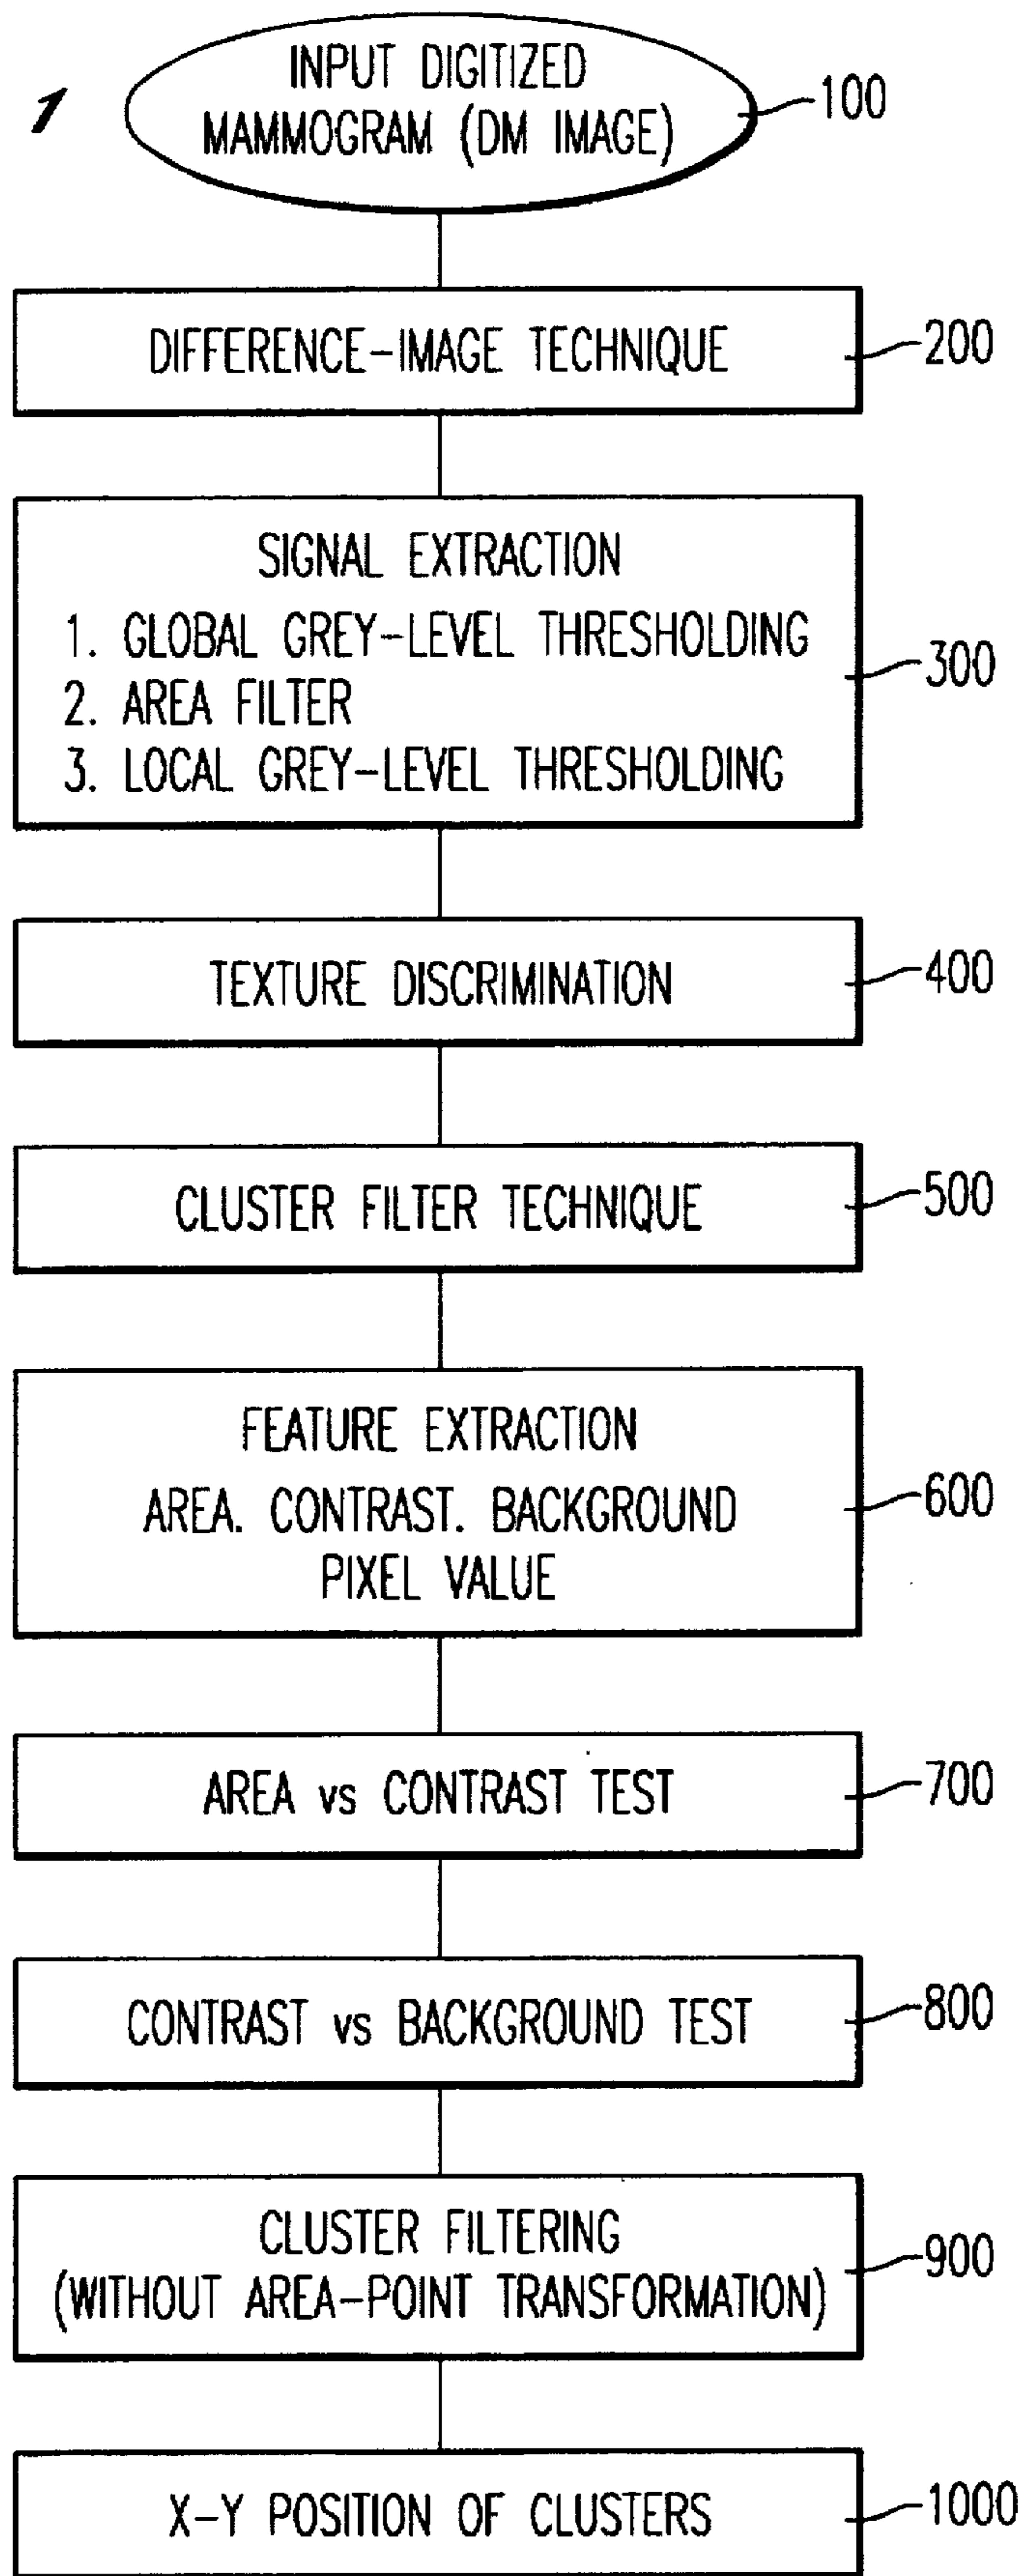 1
INPUT DIGITIZED
MAMMOGRAM (DM IMAGE)
100
DIFFERENCE-IMAGE TECHNIQUE
200
SIGNAL EXTRACTION
1. GLOBAL GREY-LEVEL THRESHOLDING
2. AREA FILTER
3. LOCAL GREY-LEVEL THRESHOLDING
300
TEXTURE DISCRIMINATION
400
CLUSTER FILTER TECHNIQUE
500
FEATURE EXTRACTION
AREA. CONTRAST. BACKGROUND
PIXEL VALUE
600
AREA vs CONTRAST TEST
700
CONTRAST vs BACKGROUND TEST
800
CLUSTER FILTERING
(WITHOUT AREA-POINT TRANSFORMATION)
900
X-Y POSITION OF CLUSTERS
1000